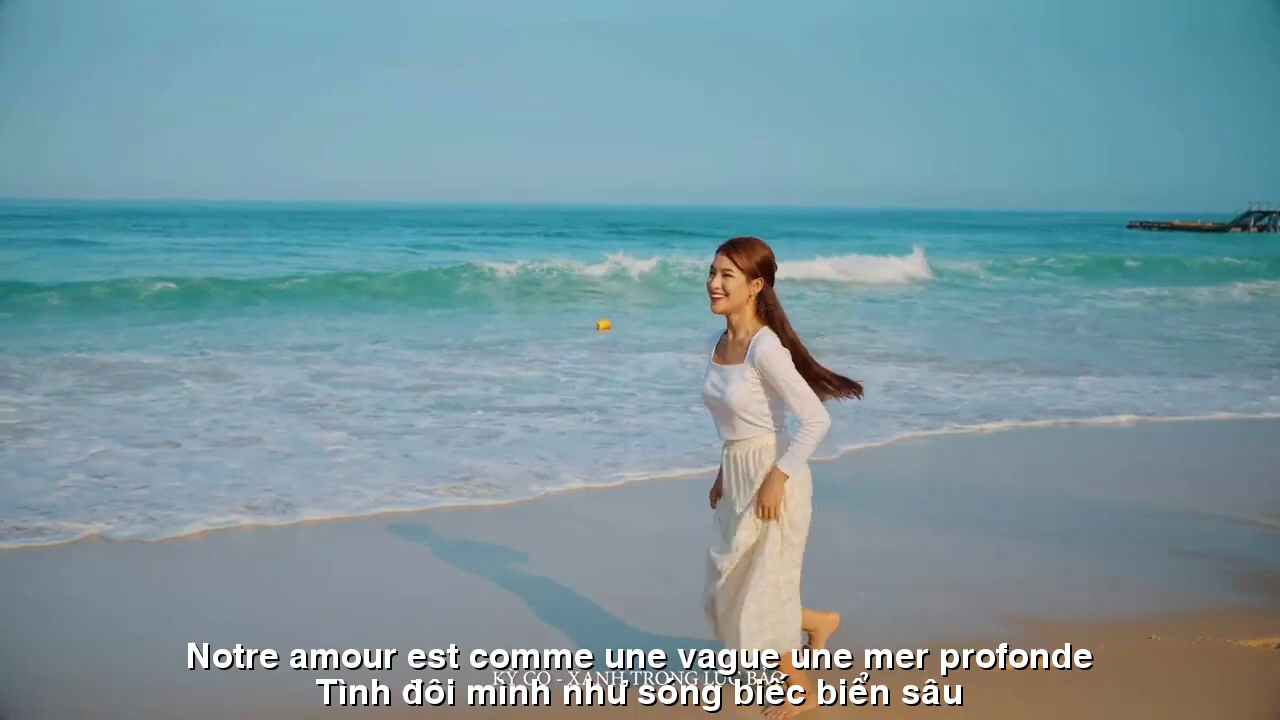 Notre amour est comme une vague une mer profonde
Tình đôi mình như sóng biếc biển sâu